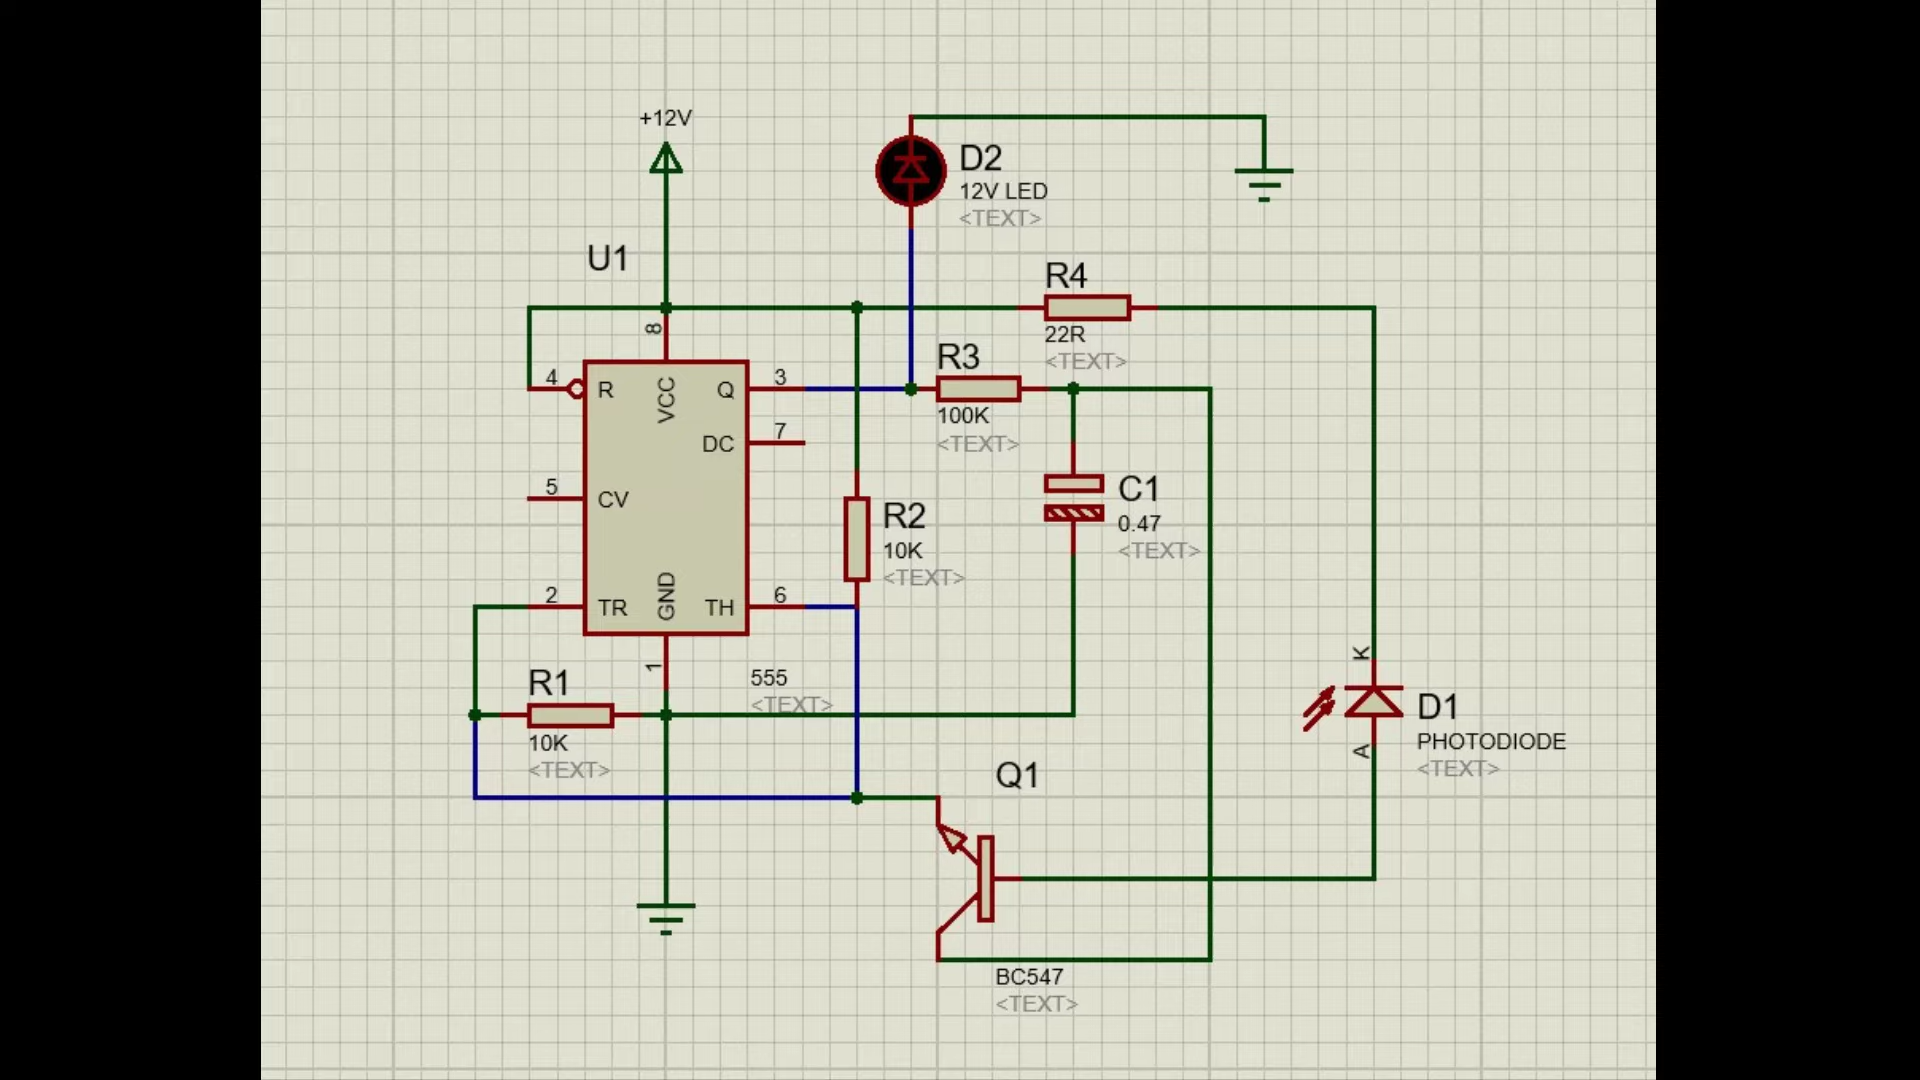 +12V
D2
12V LED
<TEXT>
U1
R4
22R
<TEXT>
8
4
R
VCC
Q
3
R3
100K
<TEXT>
DC
7
5
CV
R2
10K
<TEXT>
C1
0.47
<TEXT>
2
TR
GND
TH
6
1
555
<TEXT>
R1
10K
<TEXT>
K
D1
PHOTODIODE
<TEXT>
A
Q1
BC547
<TEXT>